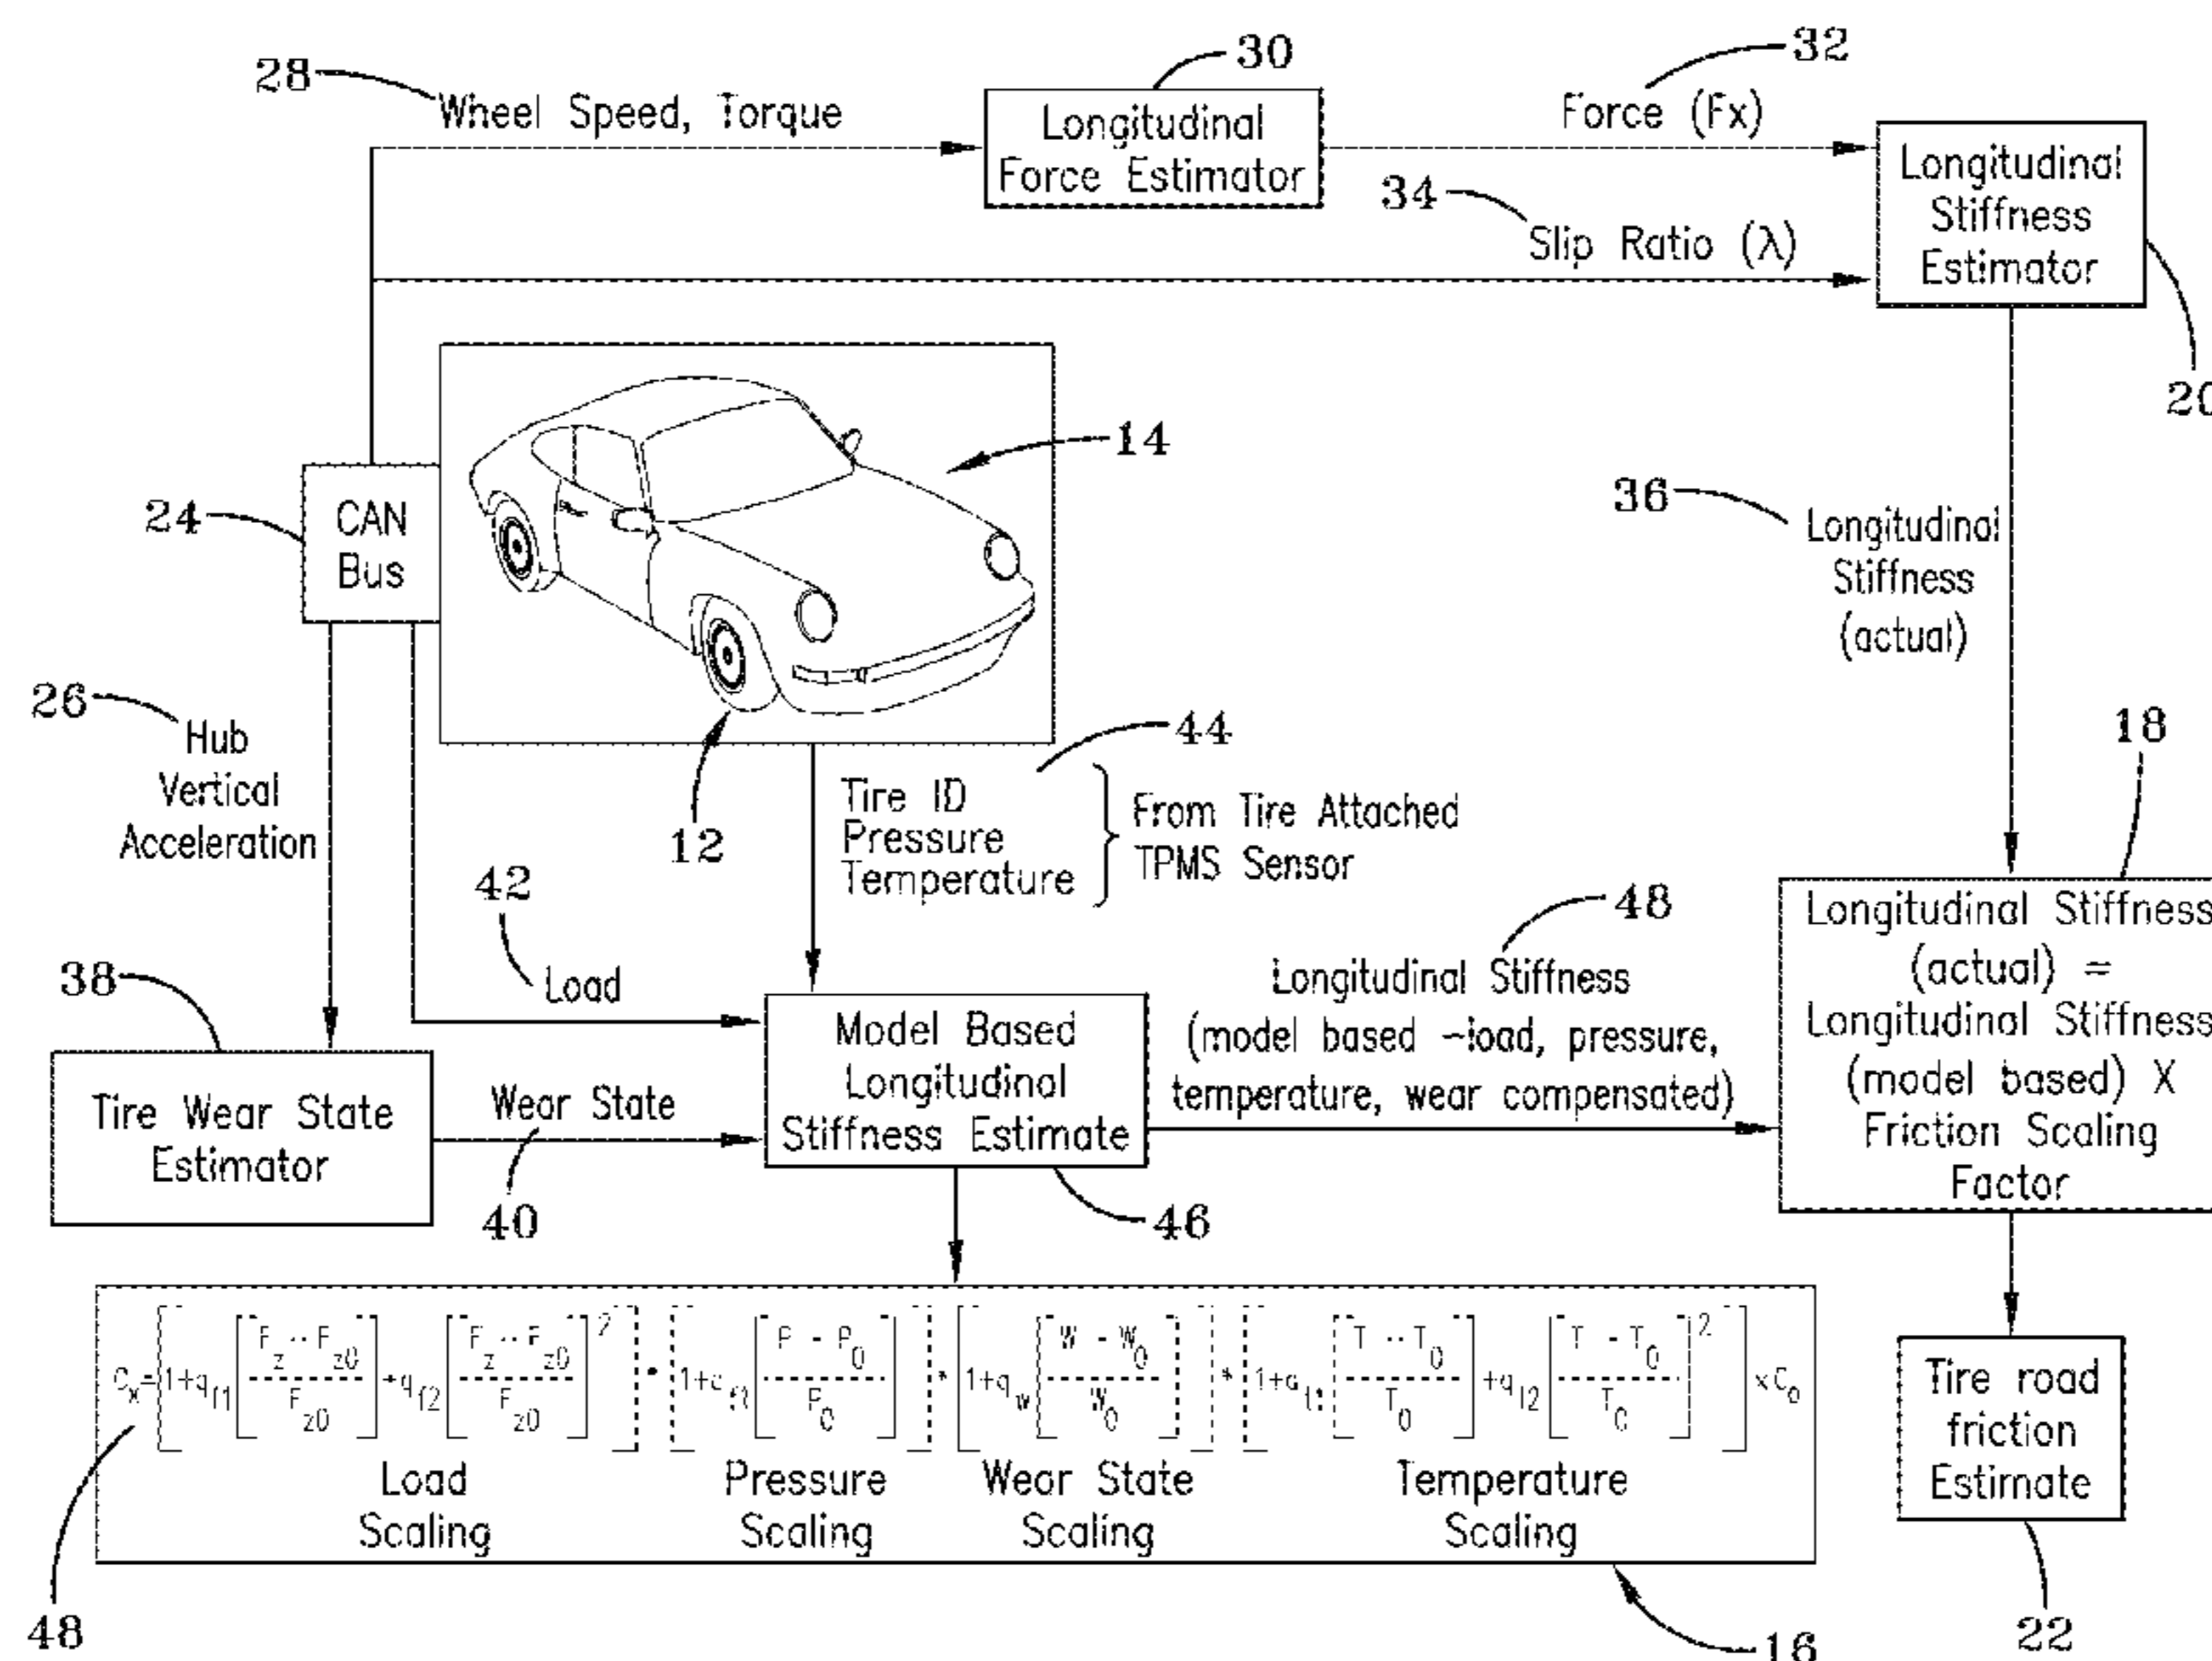 28
Wheel Speed, Torque
30
Longitudinal
Force Estimator
32
Force (Fx)
34
Slip Ratio (λ)
Longitudinal
Stiffness
Estimator
20
14
24
CAN
Bus
36
Longitudinal
Stiffness
(actual)
26
Hub
Vertical
Acceleration
12
44
Tire ID
Pressure
Temperature
From Tire Attached
TPMS Sensor
42
Load
38
Tire Wear State
Estimator
Wear State
40
Model Based
Longitudinal
Stiffness Estimate
46
48
Longitudinal Stiffness
(model based ~load, pressure,
temperature, wear compensated)
18
Longitudinal Stiffness
(actual) =
Longitudinal Stiffness
(model based) X
Friction Scaling
Factor
Load
Scaling
Pressure
Scaling
Wear State
Scaling
Temperature
Scaling
48
16
Tire road
friction
Estimate
22